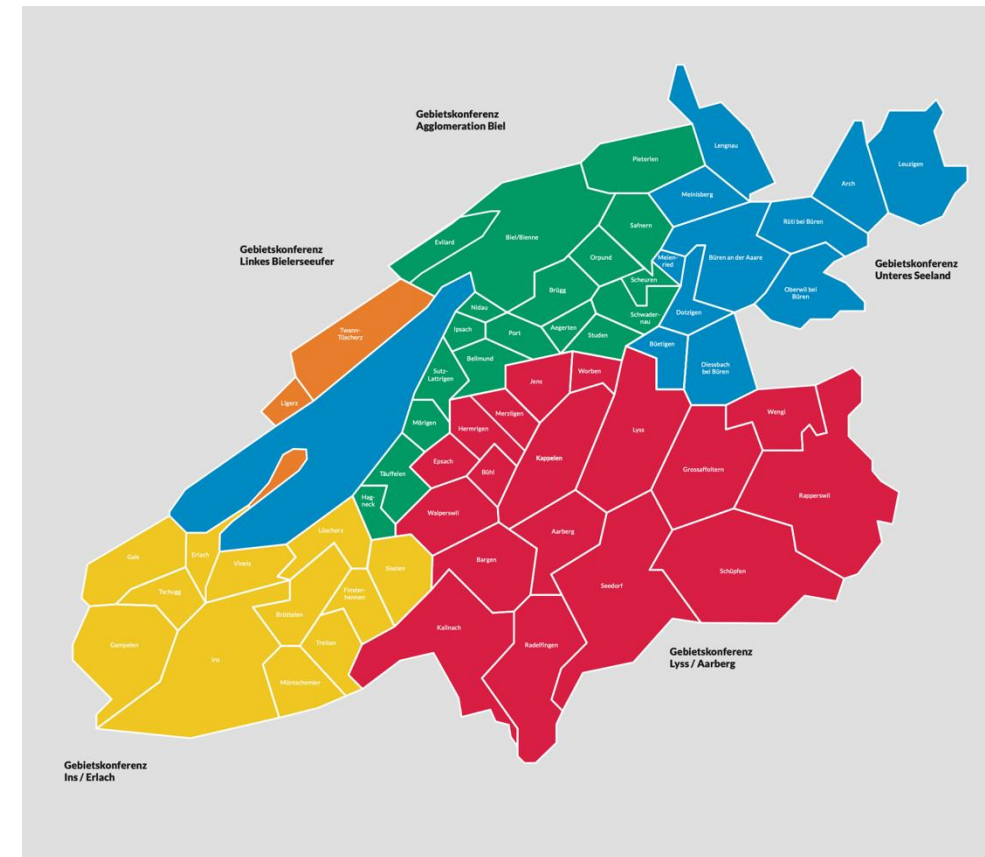 Gebietskonferenz
Agglomeration Biel
Lengnau
Pieterlen
Leuzigen
Arch
Meinisberg
Rüti bei Büren
Safnern
Evilard
Biel/Bienne
Gebietskonferenz
Linkes Bielerseeufer
Orpund
Meien-
ried
Büren an der Aare
Gebietskonferenz
Unteres Seeland
Scheuren
Oberwil bei
Büren
Brügg
Nidau
Schwader-
nau
Dotzigen
Twann-
Tüscherz
Ipsach
Port
Aegerten
Studen
Büetigen
Bellmund
Diessbach
bei Büren
Sutz-
Lattrigen
Jens
Worben
Ligerz
Merzligen
Wengi
Mörigen
Hermrigen
Lyss
Epsach
Kappelen
Täuffelen
Bühl
Grossaffoltern
Hag-
neck
Rapperswil
Walperswil
Lüscherz
Aarberg
Gals
Erlach
Vinelz
Siselen
Bargen
Schüpfen
Tschugg
Finster-
hennen
Seedorf
Brüttelen
Kallnach
Gampelen
Ins
Treiten
Radelfingen
Müntschemier
Gebietskonferenz
Lyss / Aarberg
Gebietskonferenz
Ins / Erlach